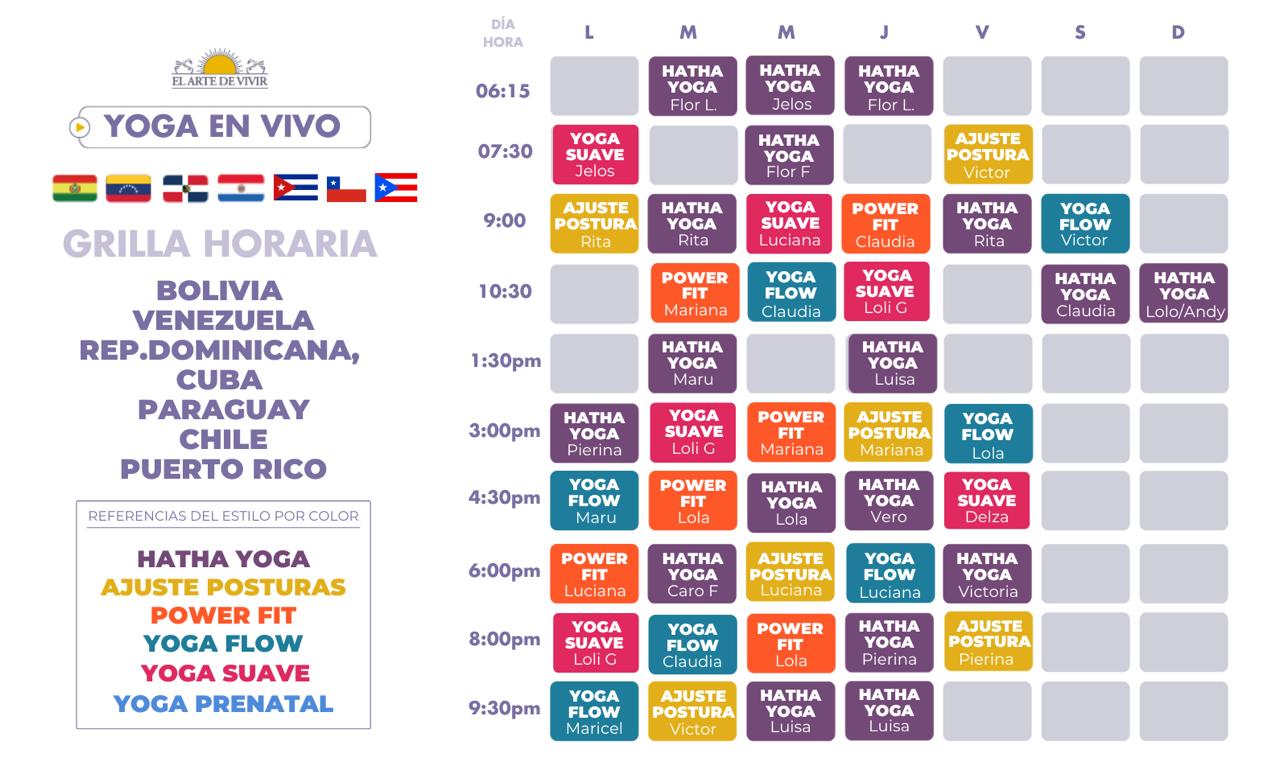 EL ARTE DE VIVIR
YOGA EN VIVO
GRILLA HORARIA
BOLIVIA
VENEZUELA
REP.DOMINICANA,
CUBA
PARAGUAY
CHILE
PUERTO RICO
REFERENCIAS DEL ESTILO POR COLOR
HATHA YOGA
AJUSTE POSTURAS
POWER FIT
YOGA FLOW
YOGA SUAVE
YOGA PRENATAL
DÍA
HORA
L M M J V S D
06:15
HATHA
YOGA
Flor L.
HATHA
YOGA
Jelos
HATHA
YOGA
Flor L.
07:30
YOGA
SUAVE
Jelos
HATHA
YOGA
Flor F
AJUSTE
POSTURA
Victor
9:00
AJUSTE
POSTURA
Rita
HATHA
YOGA
Rita
YOGA
SUAVE
Luciana
POWER
FIT
Claudia
HATHA
YOGA
Rita
YOGA
FLOW
Victor
10:30
POWER
FIT
Mariana
YOGA
FLOW
Claudia
YOGA
SUAVE
Loli G
HATHA
YOGA
Claudia
HATHA
YOGA
Lolo/Andy
1:30pm
HATHA
YOGA
Maru
HATHA
YOGA
Luisa
3:00pm
HATHA
YOGA
Pierina
YOGA
SUAVE
Loli G
POWER
FIT
Mariana
AJUSTE
POSTURA
Mariana
YOGA
FLOW
Lola
4:30pm
YOGA
FLOW
Maru
POWER
FIT
Lola
HATHA
YOGA
Lola
HATHA
YOGA
Vero
YOGA
SUAVE
Delza
6:00pm
POWER
FIT
Luciana
HATHA
YOGA
Caro F
AJUSTE
POSTURA
Luciana
YOGA
FLOW
Luciana
HATHA
YOGA
Victoria
8:00pm
YOGA
SUAVE
Loli G
YOGA
FLOW
Claudia
POWER
FIT
Lola
HATHA
YOGA
Pierina
AJUSTE
POSTURA
Pierina
9:30pm
YOGA
FLOW
Maricel
AJUSTE
POSTURA
Victor
HATHA
YOGA
Luisa
HATHA
YOGA
Luisa